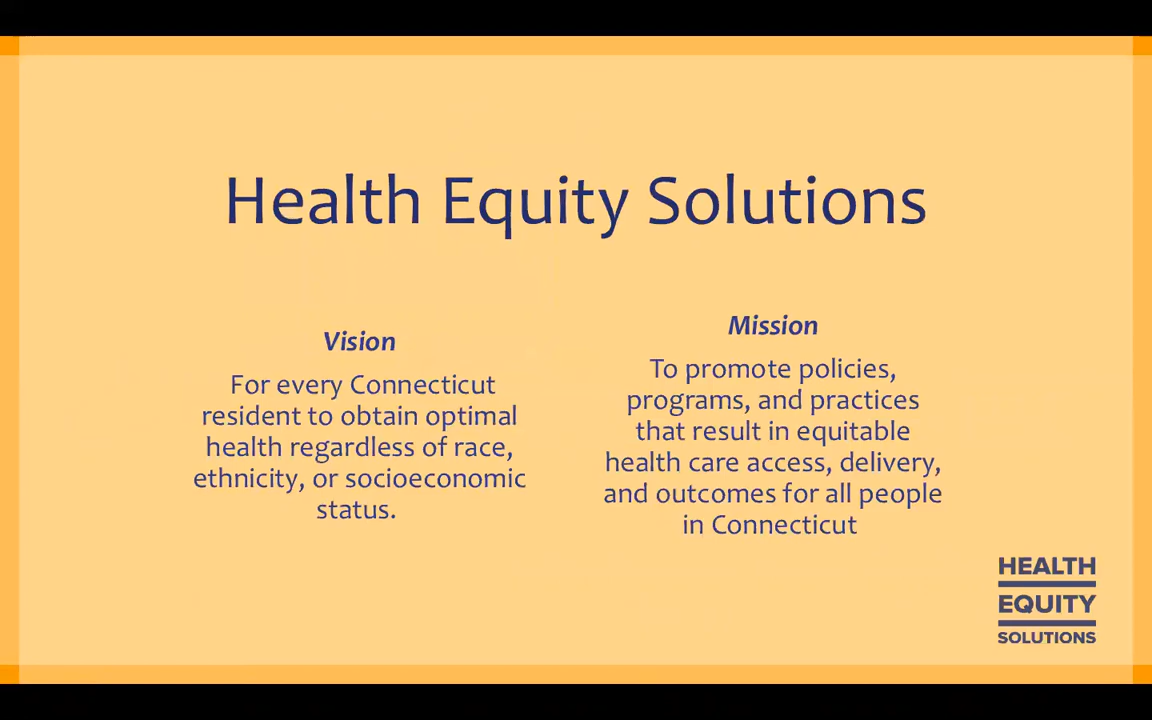 Health Equity Solutions
Vision
For every Connecticut
resident to obtain optimal
health regardless of race,
ethnicity, or socioeconomic
status.
Mission
To promote policies,
programs, and practices
that result in equitable
health care access, delivery,
and outcomes for all people
in Connecticut
HEALTH
EQUITY
SOLUTIONS